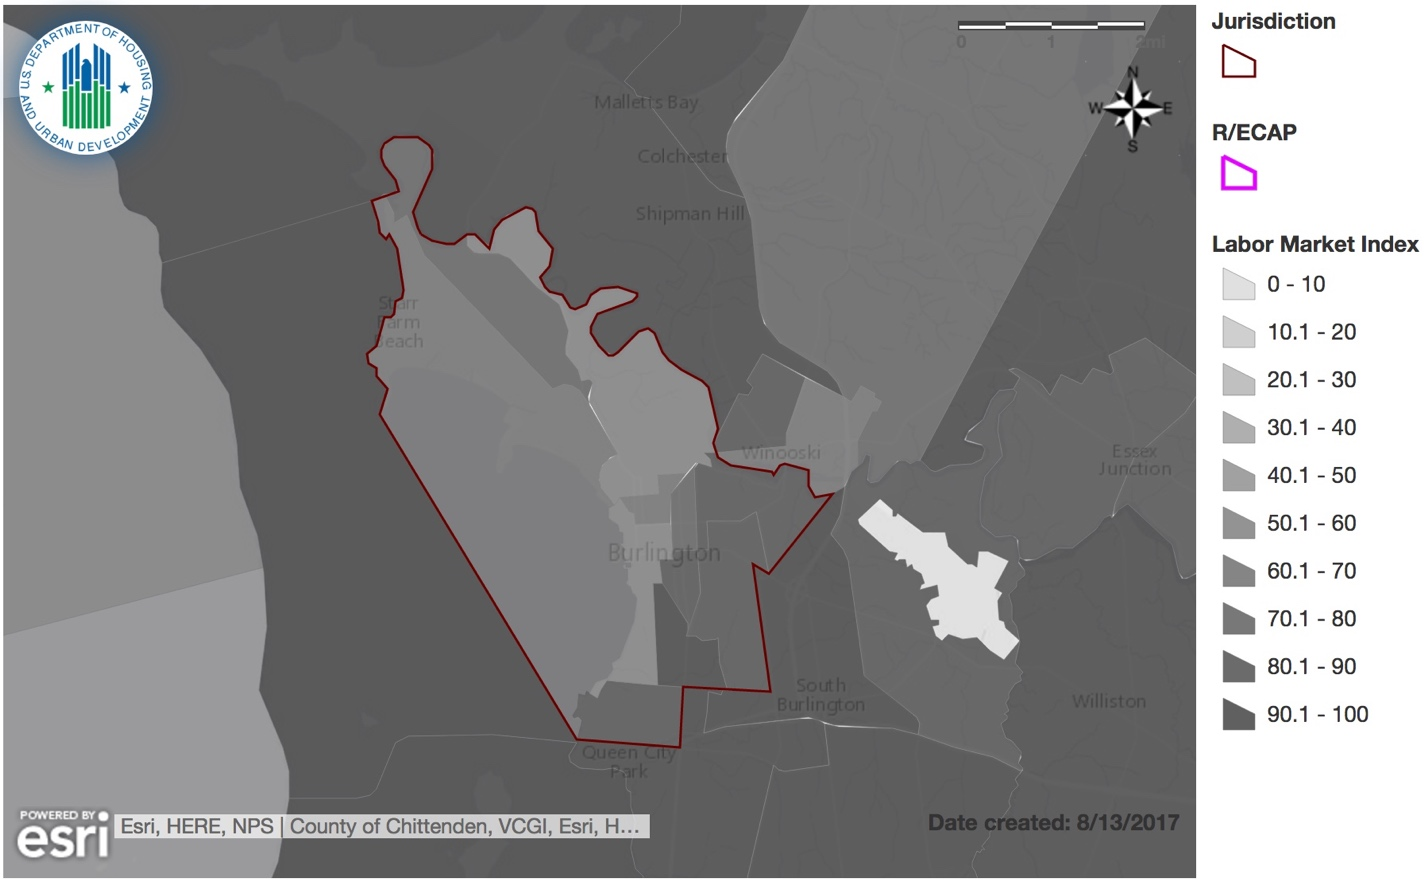 U.S. DEPARTMENT OF HOUSING
AND URBAN DEVELOPMENT
0 1 2mi
N
W E
S
Malletts Bay
Colchester
Shipman Hill
Starr
Farm
Beach
Winooski
Essex
Junction
Burlington
South
Burlington
Williston
Queen City
Park
POWERED BY
esri
Esri, HERE, NPS | County of Chittenden, VCGI, Esri, H...
Date created: 8/13/2017
Jurisdiction
R/ECAP
Labor Market Index
0 - 10
10.1 - 20
20.1 - 30
30.1 - 40
40.1 - 50
50.1 - 60
60.1 - 70
70.1 - 80
80.1 - 90
90.1 - 100